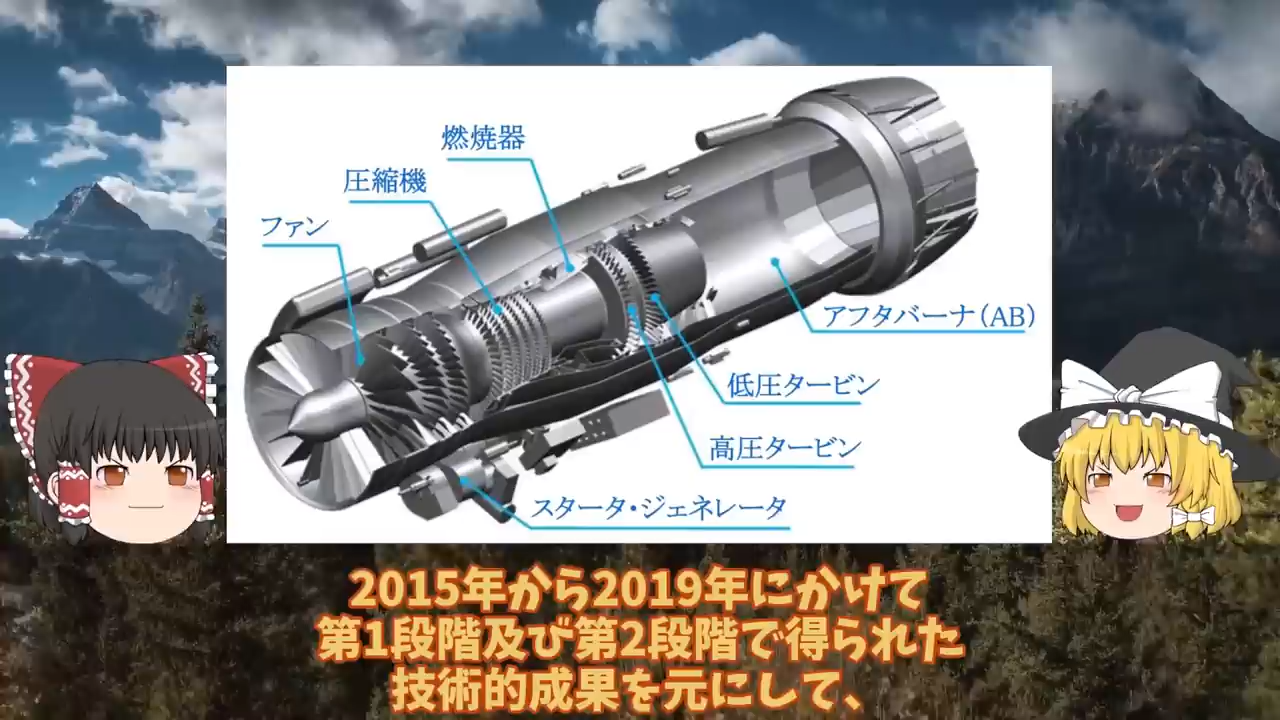 燃焼器
圧縮機
ファン
アフタバーナ(AB)
低圧タービン
高圧タービン
スタータ・ジェネレータ
2015年から2019年にかけて
第1段階及び第2段階で得られた
技術的成果を元にして、